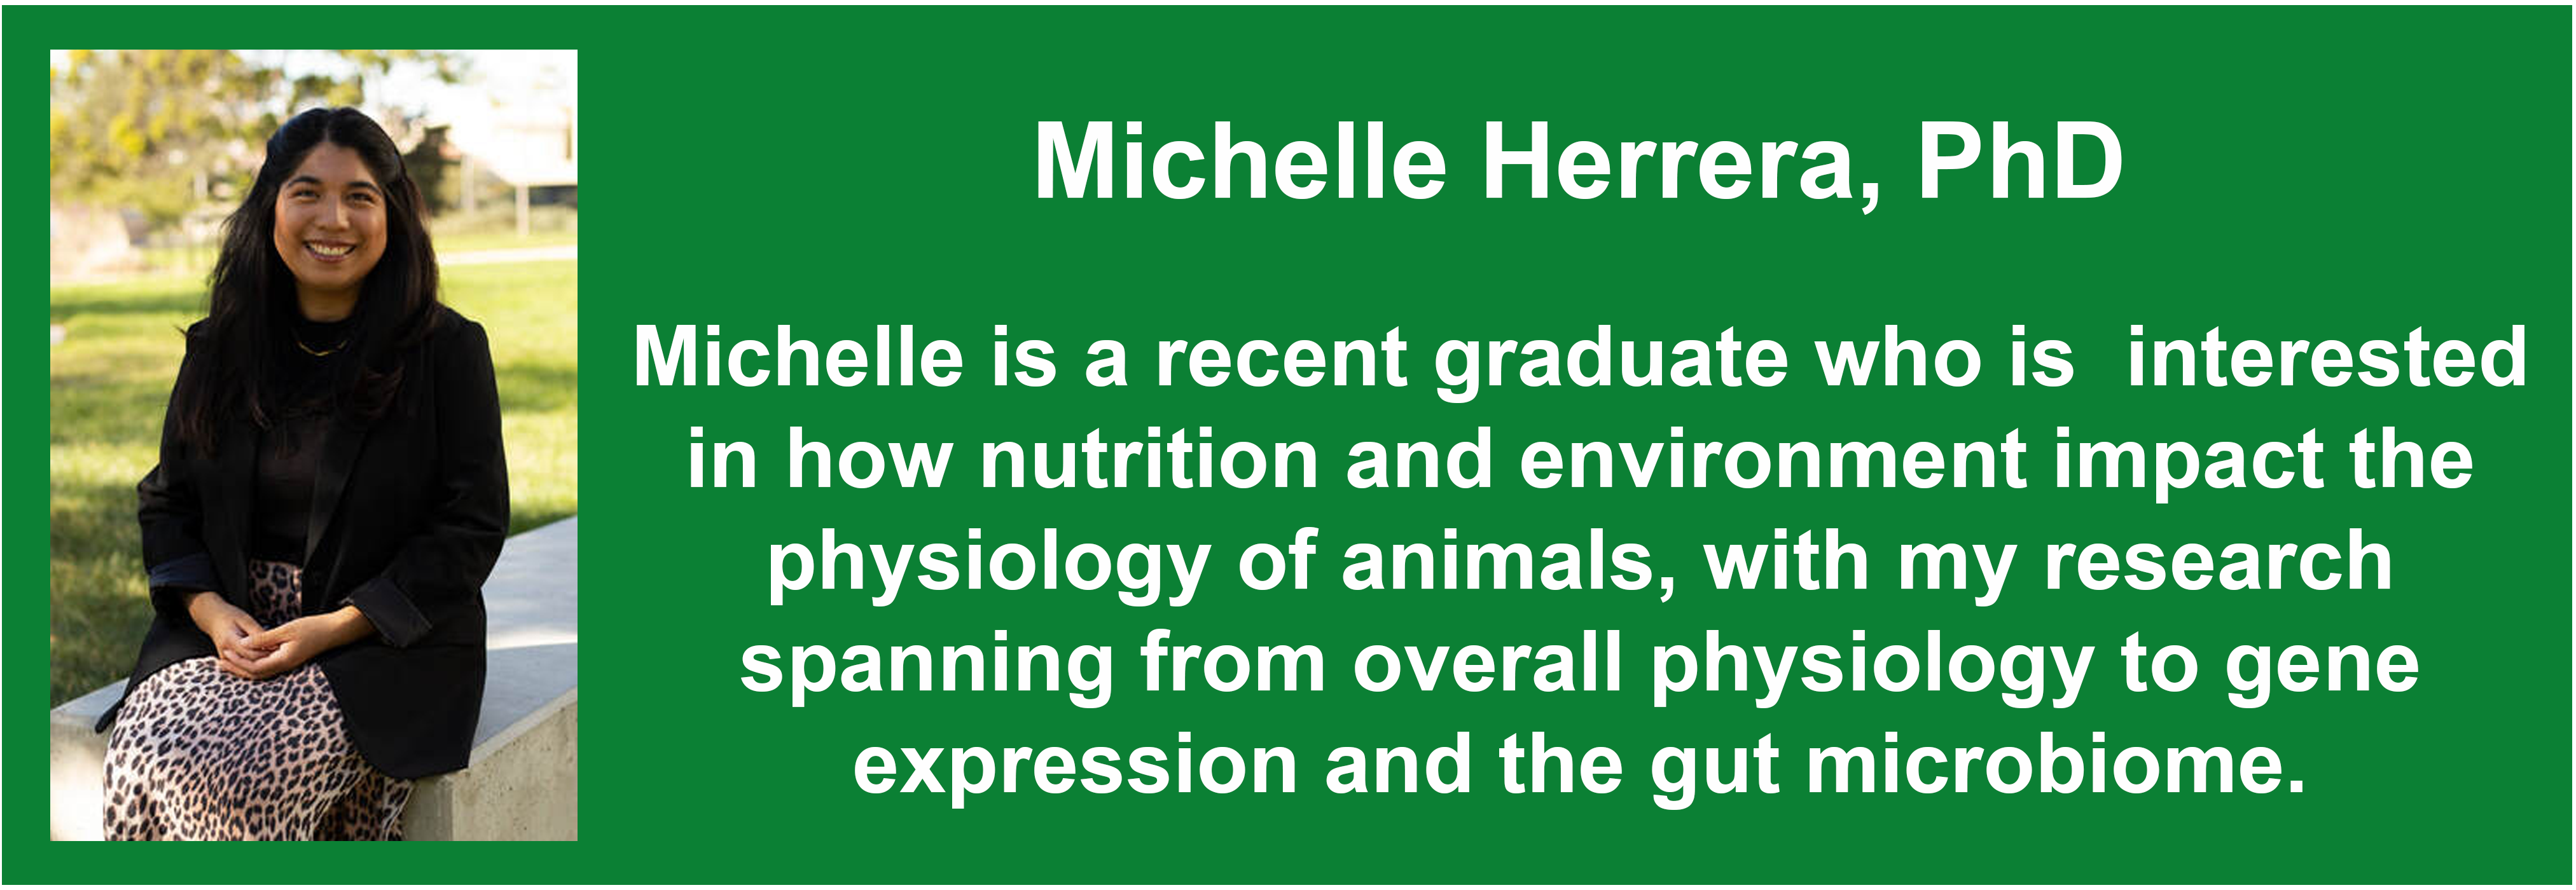 Michelle Herrera, PhD
Michelle is a recent graduate who is  interested
in how nutrition and environment impact the
physiology of animals, with my research
spanning from overall physiology to gene
expression and the gut microbiome.